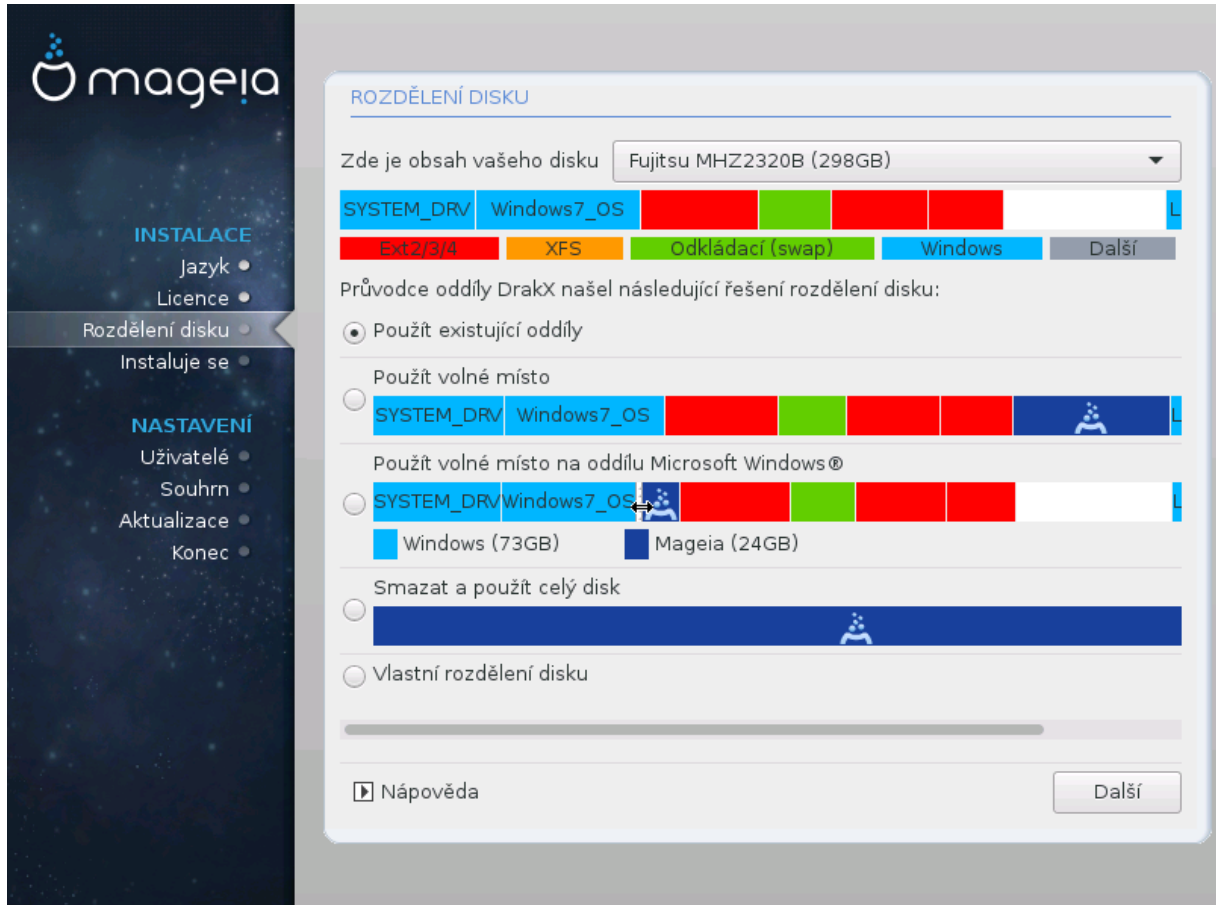 mageia
INSTALACE
Jazyk
Licence
Rozdělení disku
Instaluje se
NASTAVENÍ
Uživatelé
Souhrn
Aktualizace
Konec
ROZDĚLENÍ DISKU
Zde je obsah vašeho disku Fujitsu MHZ2320B (298GB)
SYSTEM_DRV Windows7_OS L
Ext2/3/4 XFS Odkládací (swap) Windows Další
Průvodce oddíly DrakX našel následující řešení rozdělení disku:
Použít existující oddíly
Použít volné místo
SYSTEM_DRV Windows7_OS L
Použít volné místo na oddílu Microsoft Windows®
SYSTEM_DRV Windows7_OS L
Windows (73GB) Mageia (24GB)
Smazat a použít celý disk
Vlastní rozdělení disku
Nápověda Další